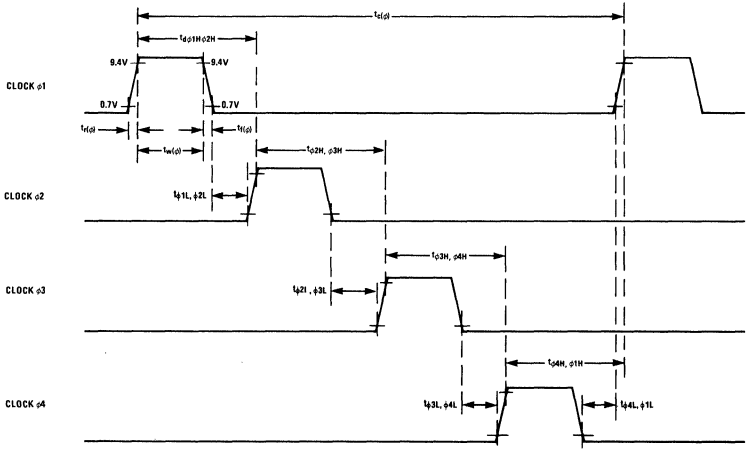 tc(ϕ)
tdϕ1Hϕ2H
9.4V 9.4V
CLOCK ϕ1
0.7V 0.7V
tr(ϕ) tf(ϕ)
tw(ϕ)
tϕ2H, ϕ3H
tϕ1L, ϕ2L
CLOCK ϕ2
tϕ3H, ϕ4H
tϕ2l, ϕ3L
CLOCK ϕ3
tϕ4H, ϕ1H
tϕ3L, ϕ4L tϕ4L, ϕ1L
CLOCK ϕ4